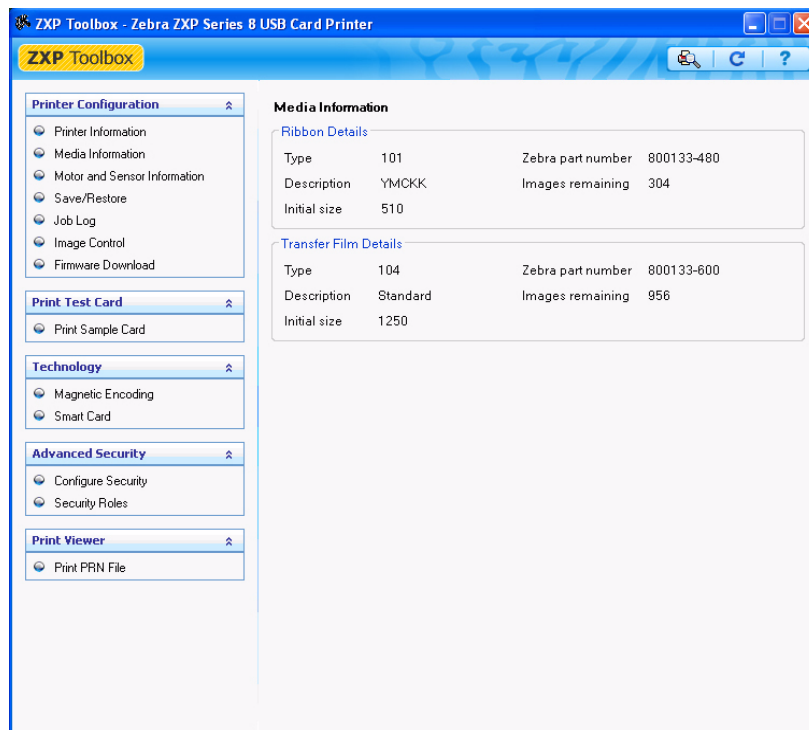 ZXP Toolbox - Zebra ZXP Series 8 USB Card Printer
ZXP Toolbox
?
Printer Configuration
Printer Information
Media Information
Motor and Sensor Information
Save/Restore
Job Log
Image Control
Firmware Download
Print Test Card
Print Sample Card
Technology
Magnetic Encoding
Smart Card
Advanced Security
Configure Security
Security Roles
Print Viewer
Print PRN File
Media Information
Ribbon Details
Type 101 Zebra part number 800133-480
Description YMCKK Images remaining 304
Initial size 510
Transfer Film Details
Type 104 Zebra part number 800133-600
Description Standard Images remaining 956
Initial size 1250